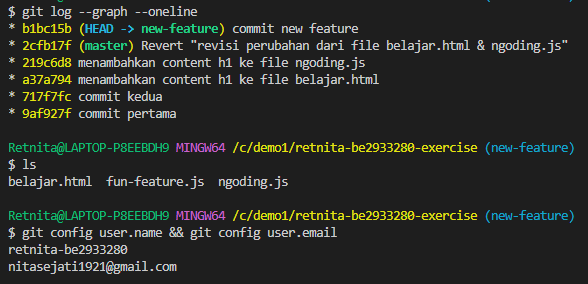 $ git log --graph --oneline
* b1bc15b (HEAD -> new-feature) commit new feature
* 2cfb17f (master) Revert "revisi perubahan dari file belajar.html & ngoding.js"
* 219c6d8 menambahkan content h1 ke file ngoding.js
* a37a794 menambahkan content h1 ke file belajar.html
* 717f7fc commit kedua
* 9af927f commit pertama
Retnita@LAPTOP-P8EEBDH9 MINGW64 /c/demo1/retnita-be2933280-exercise (new-feature)
$ ls
belajar.html  fun-feature.js  ngoding.js
Retnita@LAPTOP-P8EEBDH9 MINGW64 /c/demo1/retnita-be2933280-exercise (new-feature)
$ git config user.name && git config user.email
retnita-be2933280
nitasejati1921@gmail.com